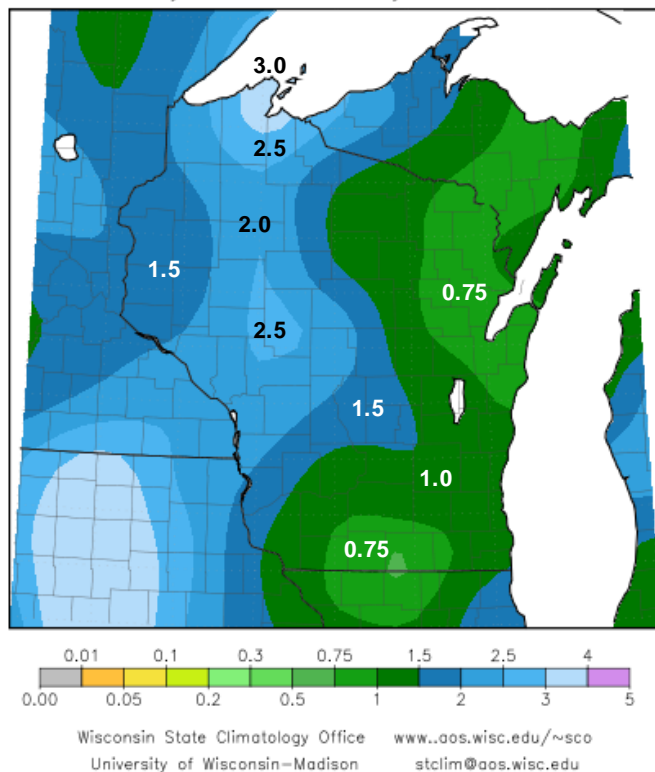 3.0
2.5
2.0
1.5
0.75
2.5
1.5
1.0
0.75
0.01 0.1 0.3 0.75 1.5 2.5 4
0.00 0.05 0.2 0.5 1 2 3 5
Wisconsin State Climatology Office www..aos.wisc.edu/~sco
University of Wisconsin-Madison stclim@aos.wisc.edu